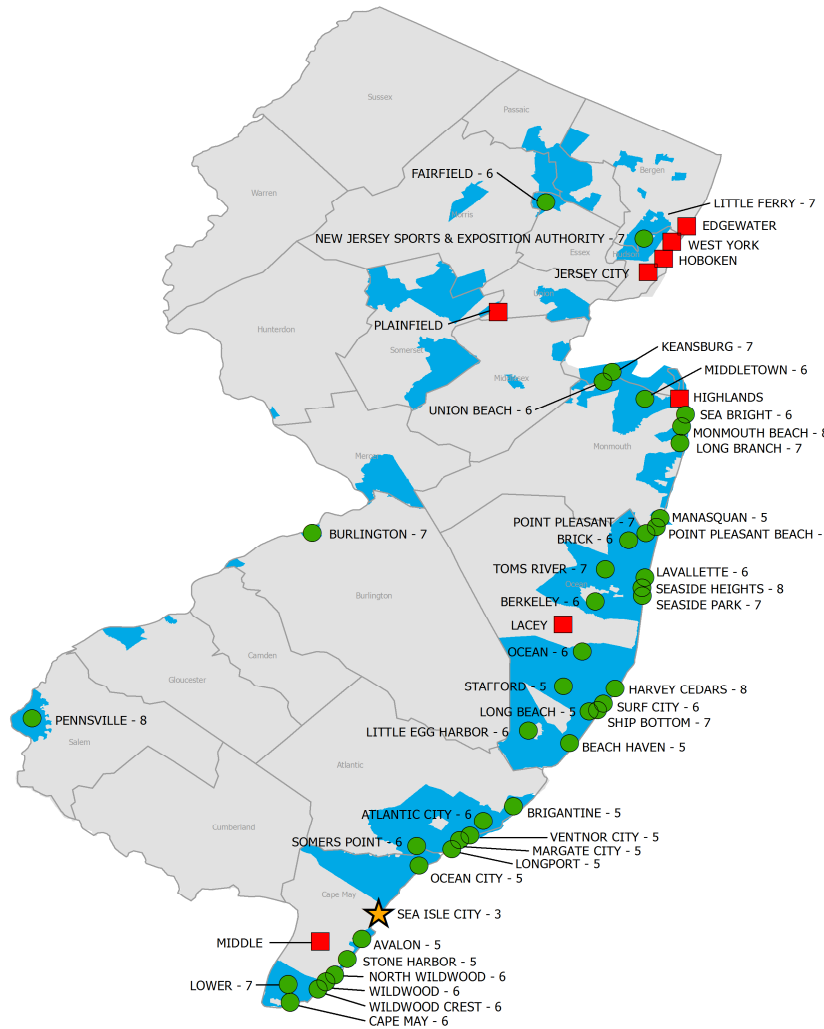 Sussex
Passaic
FAIRFIELD - 6
Bergen
Warren
LITTLE FERRY - 7
Morris
EDGEWATER
NEW JERSEY SPORTS & EXPOSITION AUTHORITY - 7
WEST YORK
Essex
Hudson
HOBOKEN
JERSEY CITY
Union
PLAINFIELD
Hunterdon
KEANSBURG - 7
Somerset
MIDDLETOWN - 6
Middlesex
HIGHLANDS
UNION BEACH - 6
SEA BRIGHT - 6
MONMOUTH BEACH - 8
Monmouth
LONG BRANCH - 7
Mercer
MANASQUAN - 5
POINT PLEASANT - 7
POINT PLEASANT BEACH -
BURLINGTON - 7
BRICK - 6
TOMS RIVER - 7
LAVALLETTE - 6
Ocean
SEASIDE HEIGHTS - 8
Burlington
BERKELEY - 6
SEASIDE PARK - 7
LACEY
OCEAN - 6
Camden
Gloucester
STAFFORD - 5
HARVEY CEDARS - 8
SURF CITY - 6
LONG BEACH - 5
PENNSVILLE - 8
SHIP BOTTOM - 7
LITTLE EGG HARBOR - 6
Salem
BEACH HAVEN - 5
Atlantic
ATLANTIC CITY - 6
BRIGANTINE - 5
Cumberland
VENTNOR CITY - 5
SOMERS POINT - 6
MARGATE CITY - 5
LONGPORT - 5
OCEAN CITY - 5
Cape May
SEA ISLE CITY - 3
MIDDLE
AVALON - 5
STONE HARBOR - 5
NORTH WILDWOOD - 6
LOWER - 7
WILDWOOD - 6
WILDWOOD CREST - 6
CAPE MAY - 6